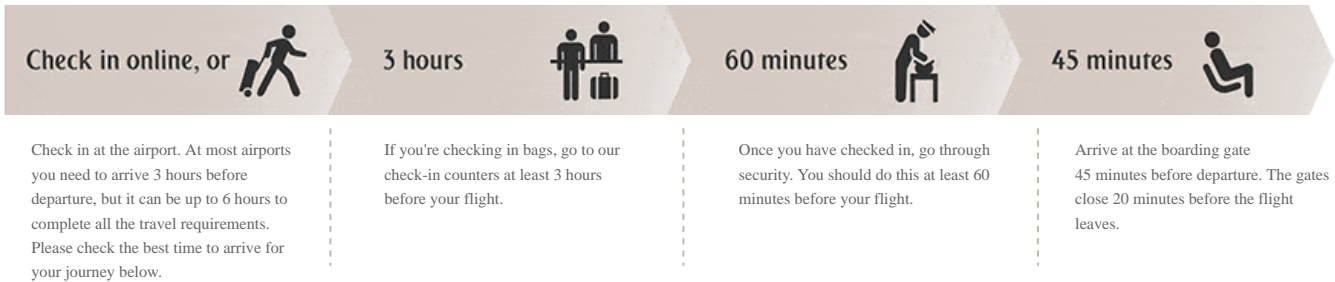 Check in online, or
3 hours
60 minutes
45 minutes
Check in at the airport. At most airports
you need to arrive 3 hours before
departure, but it can be up to 6 hours to
complete all the travel requirements.
Please check the best time to arrive for
your journey below.
If you're checking in bags, go to our
check-in counters at least 3 hours
before your flight.
Once you have checked in, go through
security. You should do this at least 60
minutes before your flight.
Arrive at the boarding gate
45 minutes before departure. The gates
close 20 minutes before the flight
leaves.